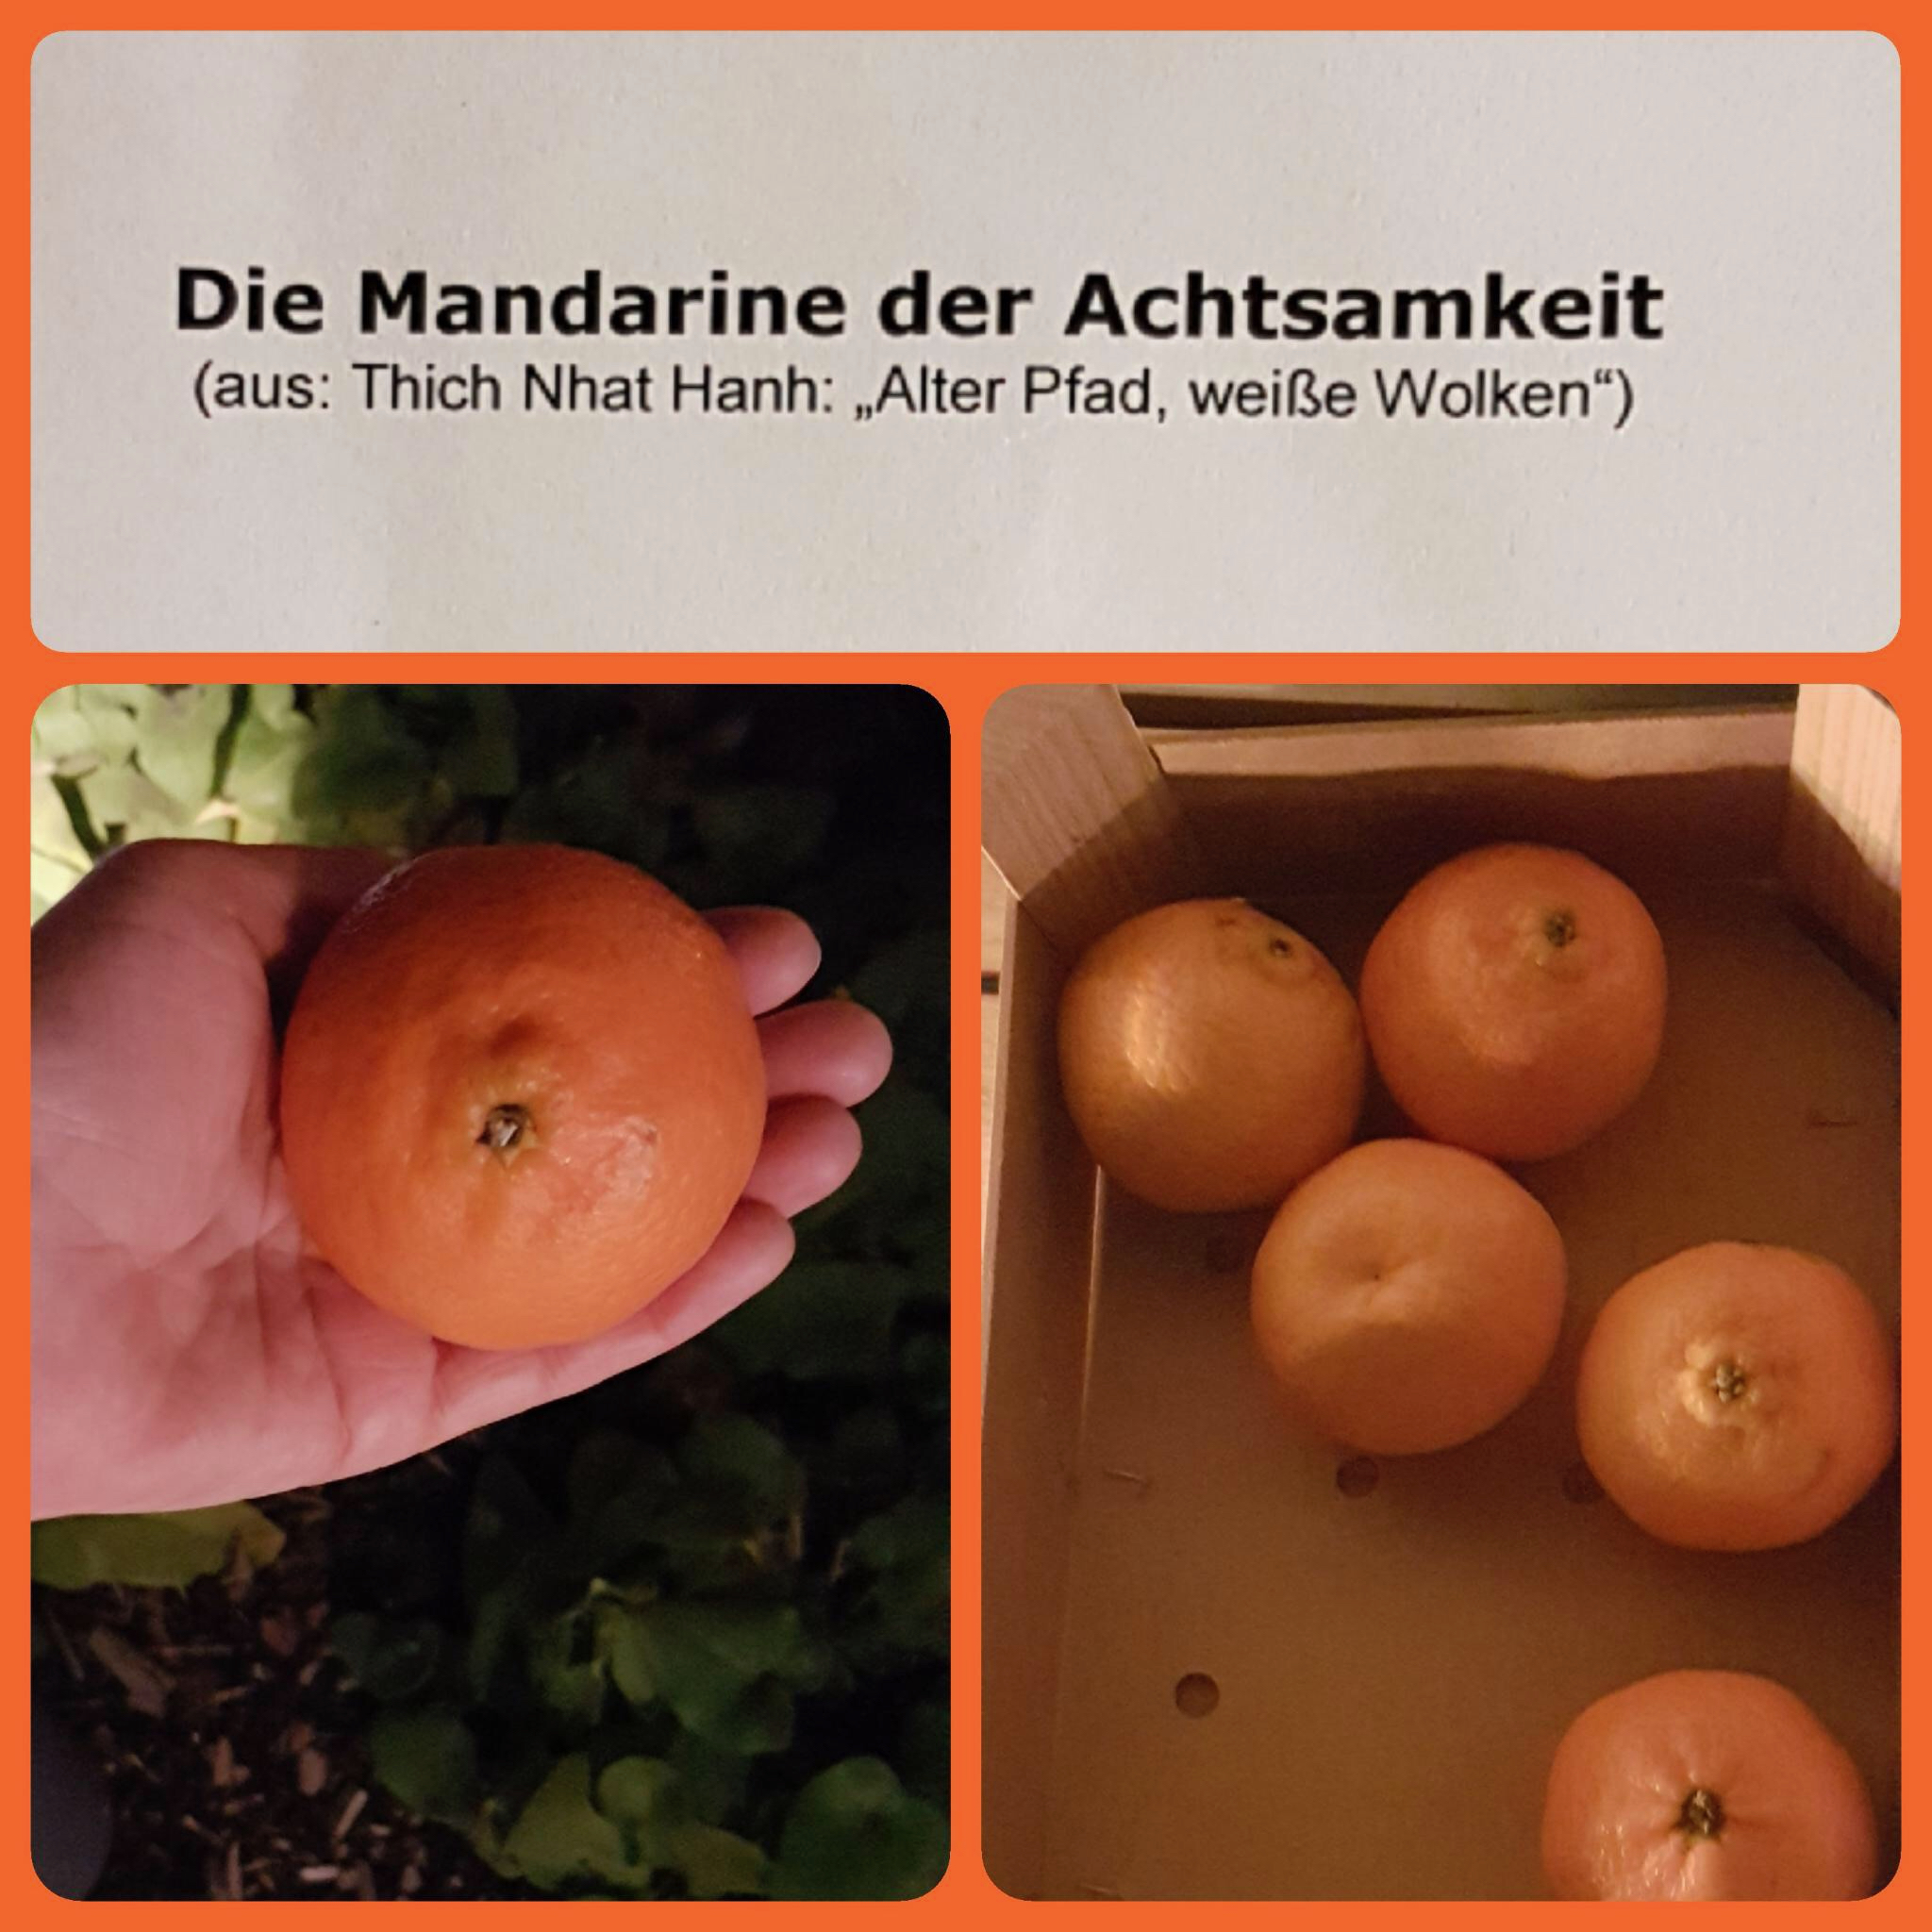 Die Mandarine der Achtsamkeit
(aus: Thich Nhat Hanh: „Alter Pfad, weiße Wolken“)